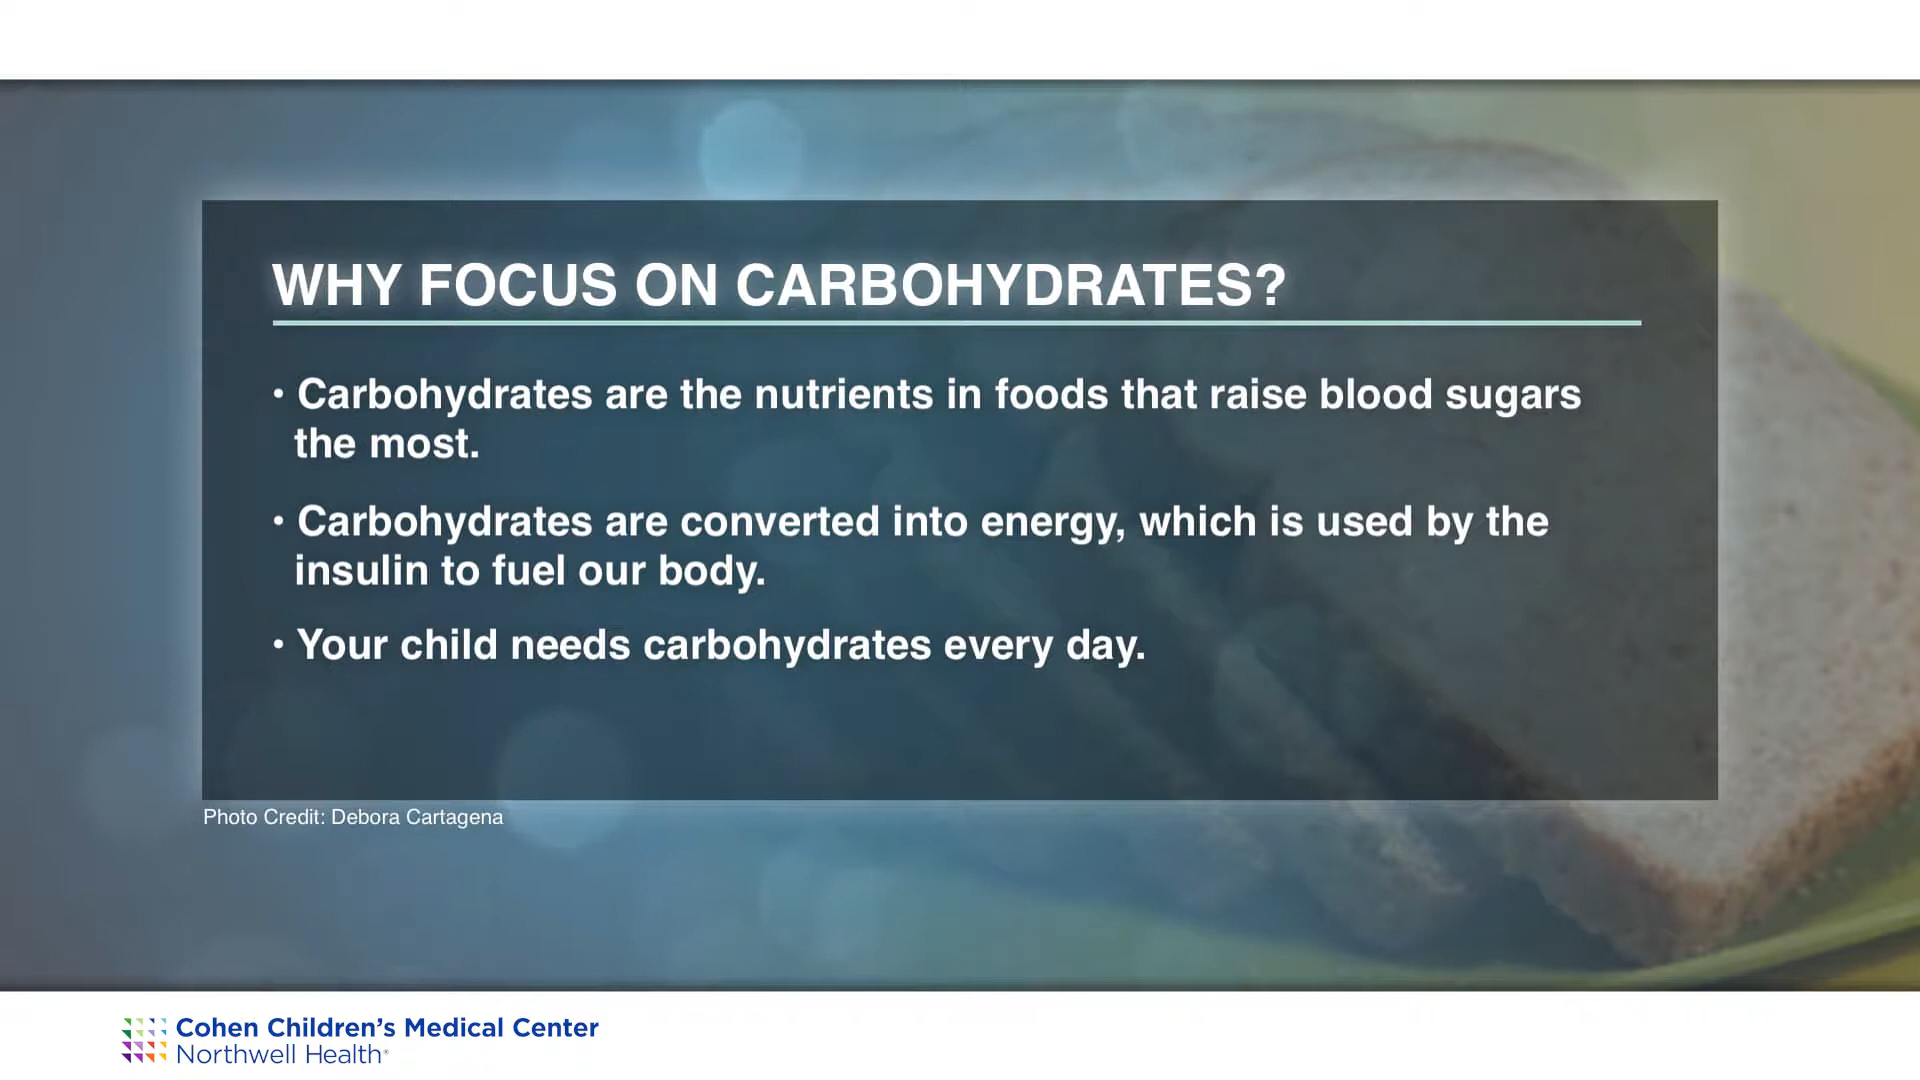 WHY FOCUS ON CARBOHYDRATES?
• Carbohydrates are the nutrients in foods that raise blood sugars
the most.
• Carbohydrates are converted into energy, which is used by the
insulin to fuel our body.
• Your child needs carbohydrates every day.
Photo Credit: Debora Cartagena
Cohen Children’s Medical Center
Northwell Health®